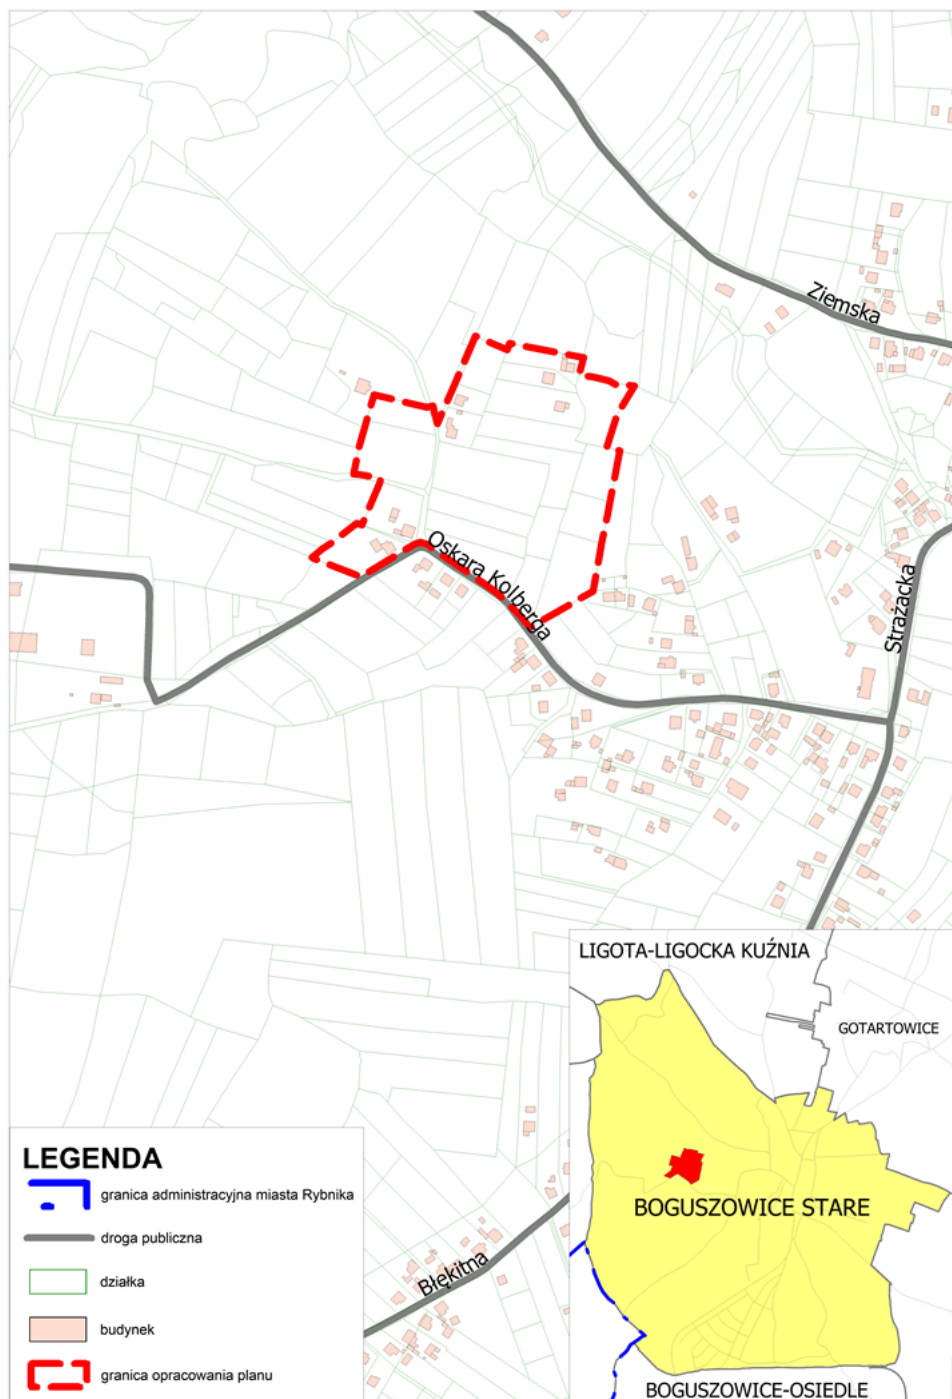 Ziemska
Oskara Kolberga
Strażacka
LIGOTA-LIGOCKA KUŹNIA
GOTARTOWICE
BOGUSZOWICE STARE
BOGUSZOWICE-OSIEDLE
Błękitna
LEGENDA
granica administracyjna miasta Rybnika
droga publiczna
działka
budynek
granica opracowania planu